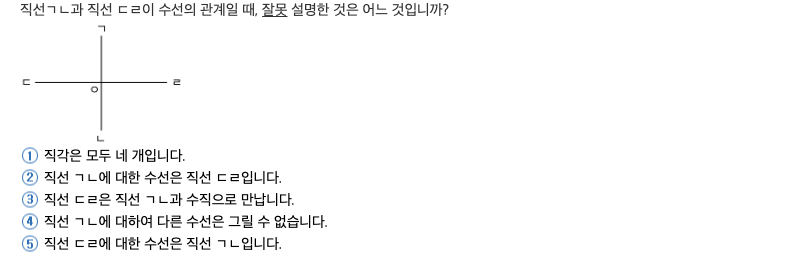 직선ㄱㄴ과 직선 ㄷㄹ이 수선의 관계일 때, 잘못 설명한 것은 어느 것입니까?
ㄱ
ㄷ ㄹ
ㅇ
ㄴ
① 직각은 모두 네 개입니다.
② 직선 ㄱㄴ에 대한 수선은 직선 ㄷㄹ입니다.
③ 직선 ㄷㄹ은 직선 ㄱㄴ과 수직으로 만납니다.
④ 직선 ㄱㄴ에 대하여 다른 수선은 그릴 수 없습니다.
⑤ 직선 ㄷㄹ에 대한 수선은 직선 ㄱㄴ입니다.